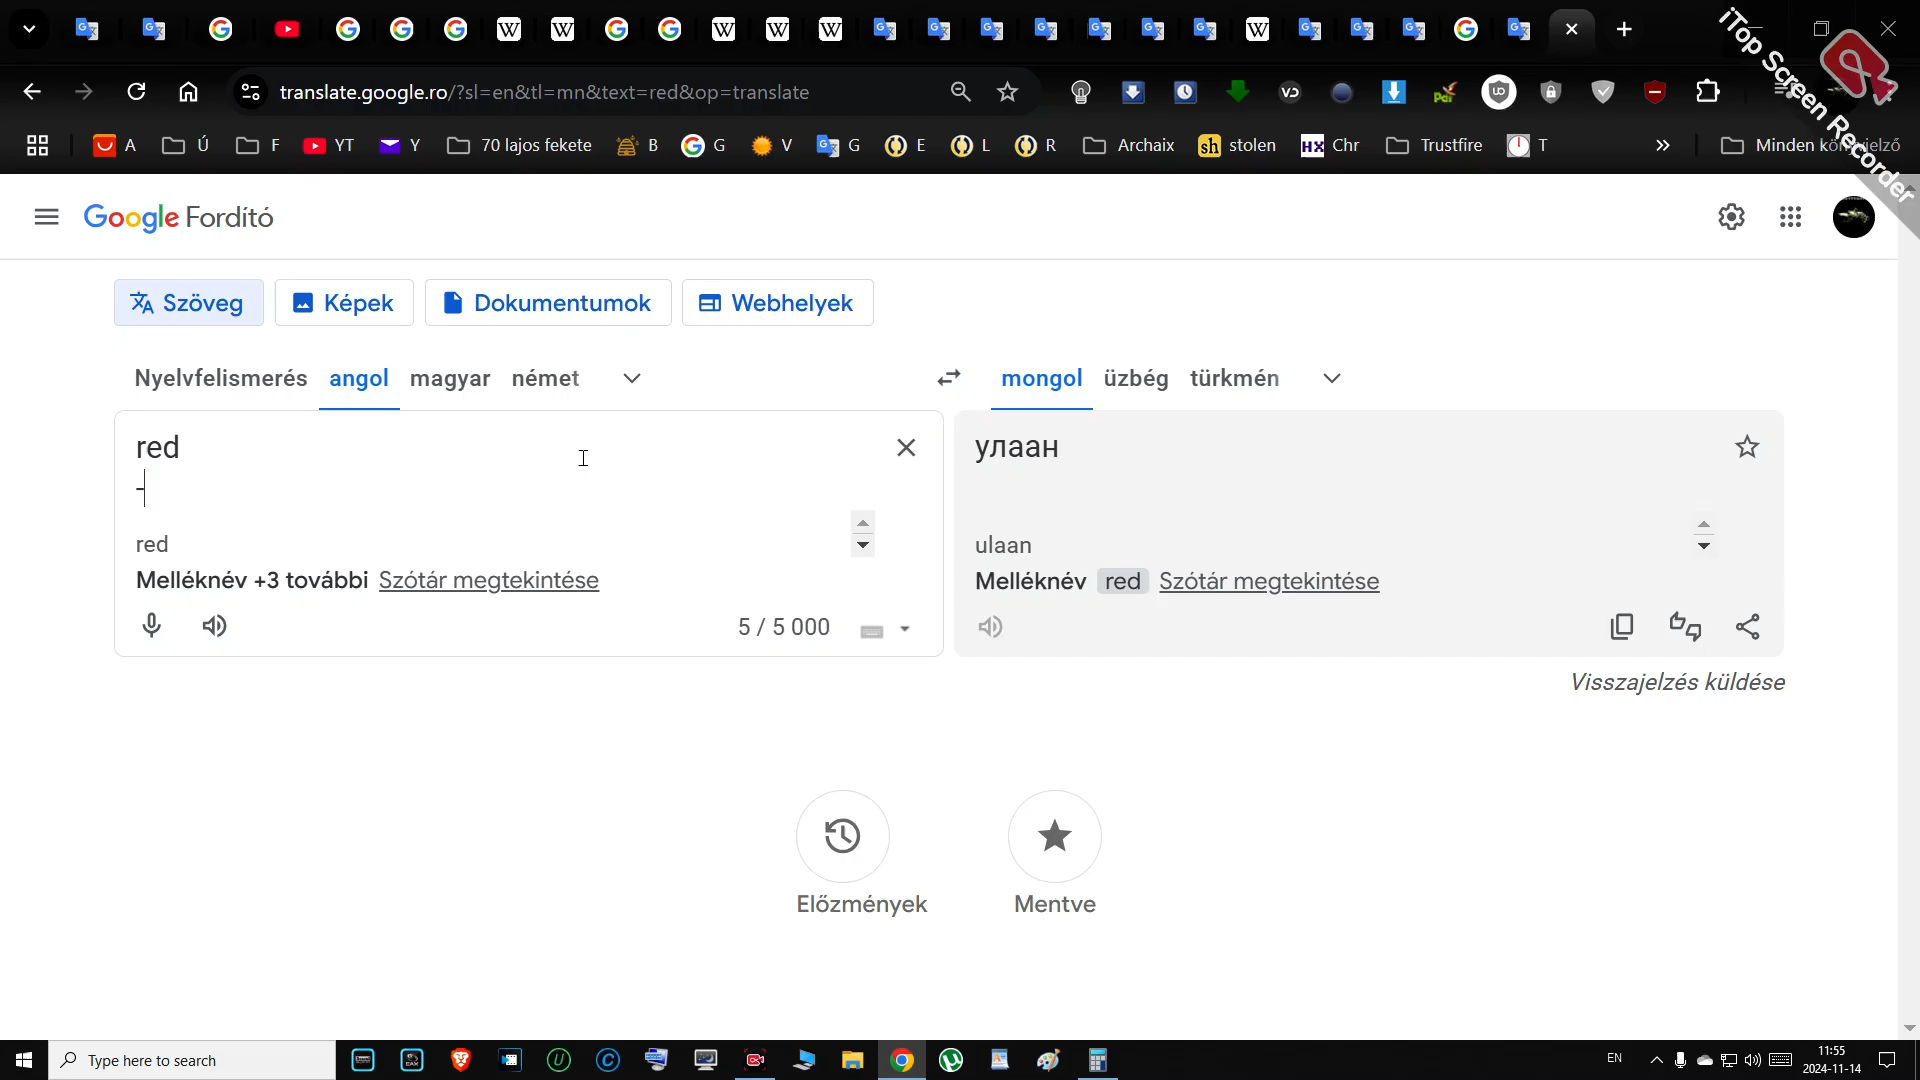 translate.google.ro/?sl=en&tl=mn&text=red&op=translate
A Ú F YT Y 70 lajos fekete B G V G E L R Archaix stolen Chr Trustfire T » Minden könyvjelző
iTop Screen Recorder
Google Fordító
Szöveg Képek Dokumentumok Webhelyek
Nyelvfelismerés angol magyar német mongol üzbég türkmén
red
-
улаан
red
ulaan
Melléknév +3 további Szótár megtekintése
Melléknév red Szótár megtekintése
5 / 5 000
Visszajelzés küldése
Előzmények Mentve
Type here to search
EN
11:55
2024-11-14